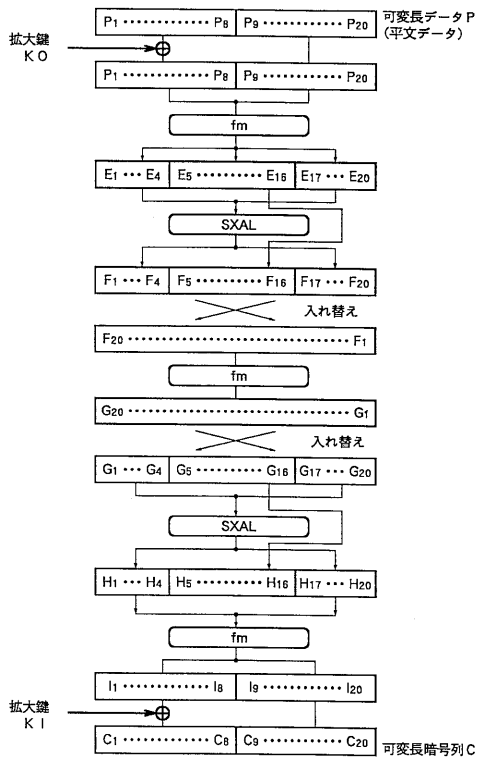 P1 ············ P8 P9 ············ P20 可変長データP
(平文データ)
拡大鍵
K0
P1 ············ P8 P9 ············ P20
fm
E1 ··· E4 E5 ·········· E16 E17 ··· E20
SXAL
F1 ··· F4 F5 ·········· F16 F17 ··· F20
入れ替え
F20 ································ F1
fm
G20 ································ G1
入れ替え
G1 ··· G4 G5 ·········· G16 G17 ··· G20
SXAL
H1 ··· H4 H5 ·········· H16 H17 ··· H20
fm
I1 ············ I8 I9 ············ I20
拡大鍵
KI
C1 ············ C8 C9 ············ C20 可変長暗号列C